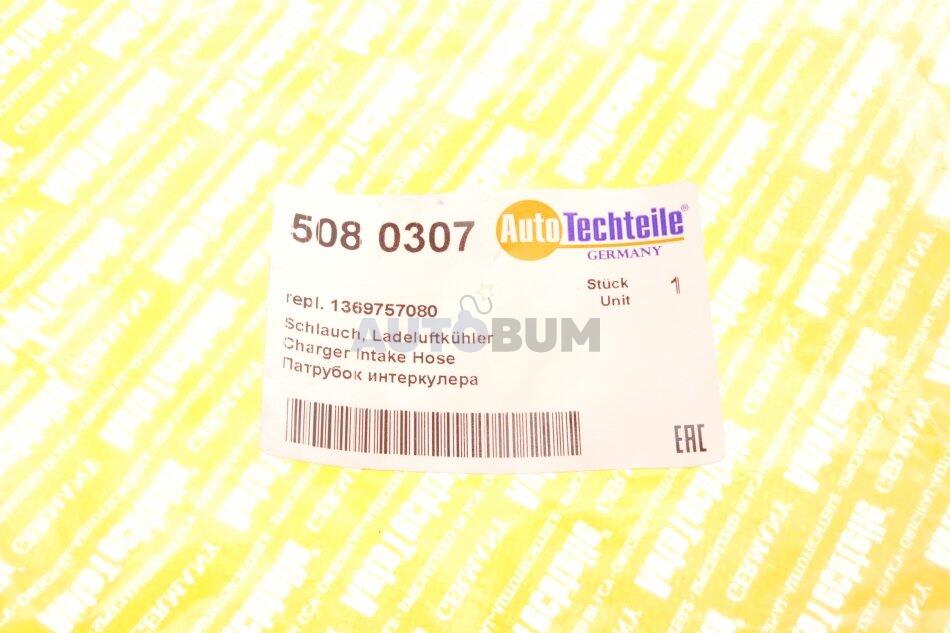 508 0307
AutoTechteile®
GERMANY
Stück 1
Unit
repl. 1369757080
Schlauch, Ladeluftkühler
AUTOBUM
Charger Intake Hose
Патрубок интеркулера
EAC